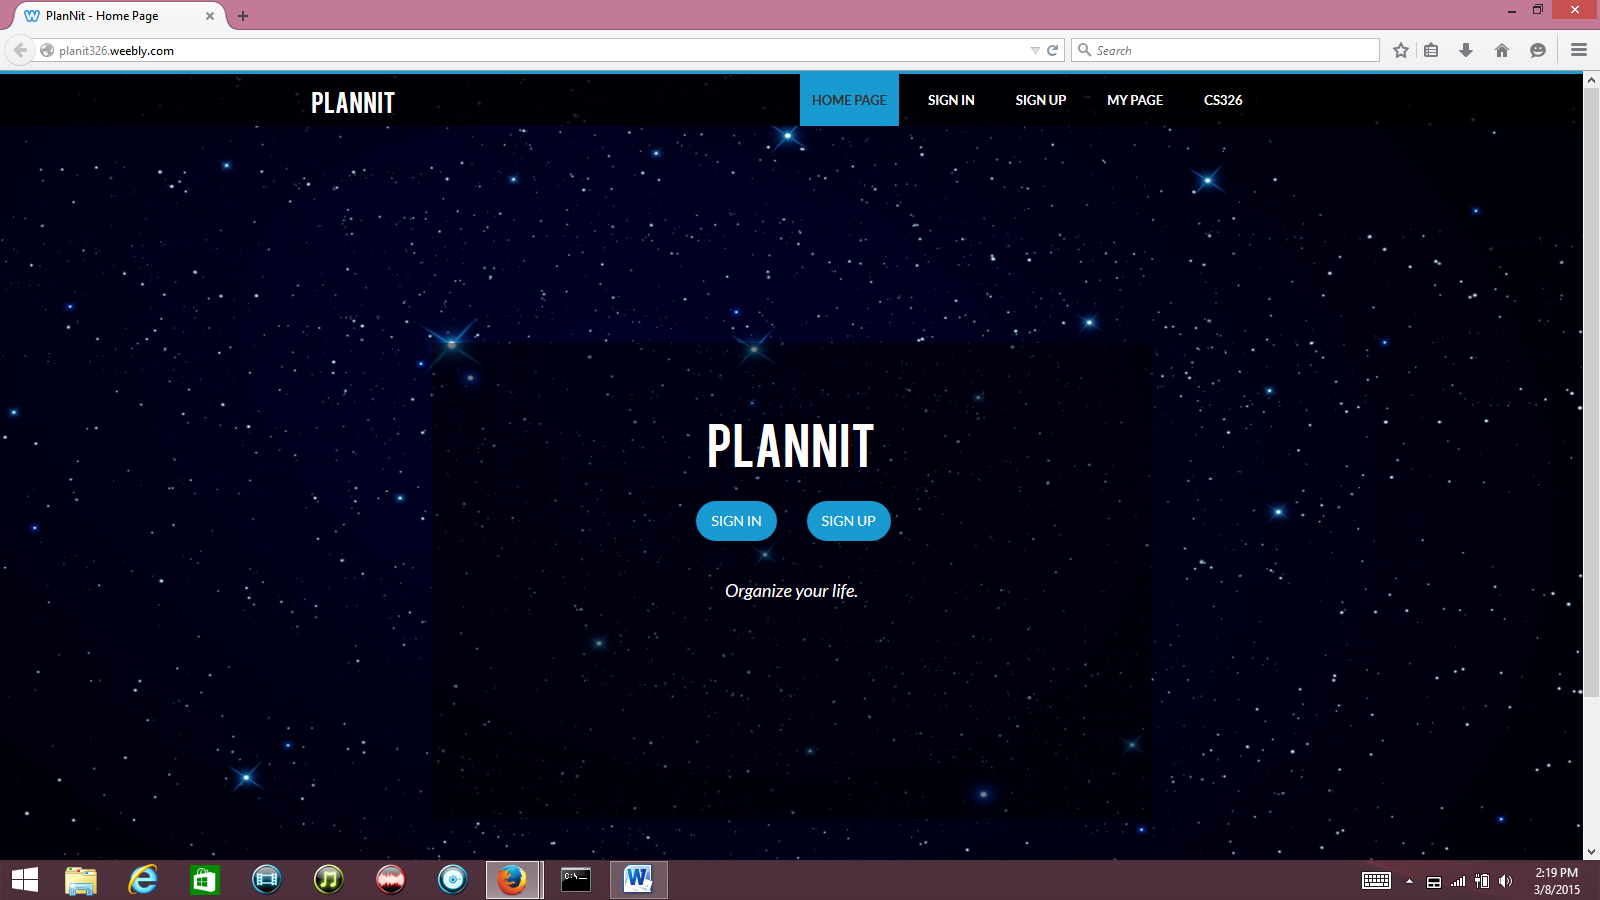 PlanNit - Home Page
planit326.weebly.com
Search
PLANNIT
HOME PAGE SIGN IN SIGN UP MY PAGE CS326
PLANNIT
SIGN IN SIGN UP
Organize your life.
C:\_
2:19 PM
3/8/2015